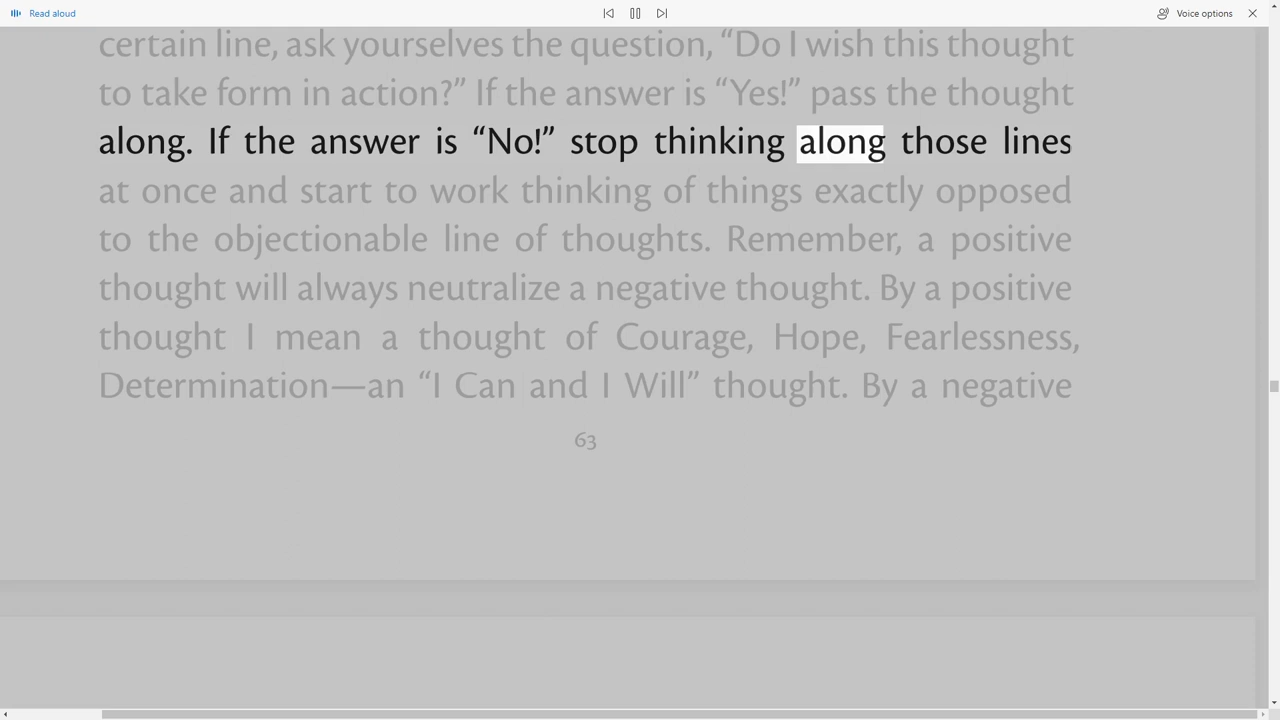 Read aloud
Voice options
certain line, ask yourselves the question, “Do I wish this thought
to take form in action?” If the answer is “Yes!” pass the thought
along. If the answer is “No!” stop thinking along those lines
at once and start to work thinking of things exactly opposed
to the objectionable line of thoughts. Remember, a positive
thought will always neutralize a negative thought. By a positive
thought I mean a thought of Courage, Hope, Fearlessness,
Determination—an “I Can and I Will” thought. By a negative
63